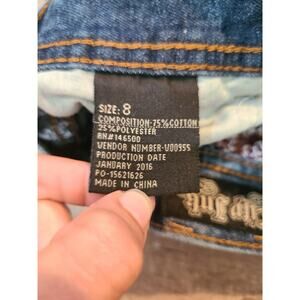 SIZE: 8
COMPOSITION-75%COTTON
25%POLYESTER
RN#146500
VENDOR NUMBER-V00955
PRODUCTION DATE
JANUARY 2016
PO-15621626
MADE IN CHINA